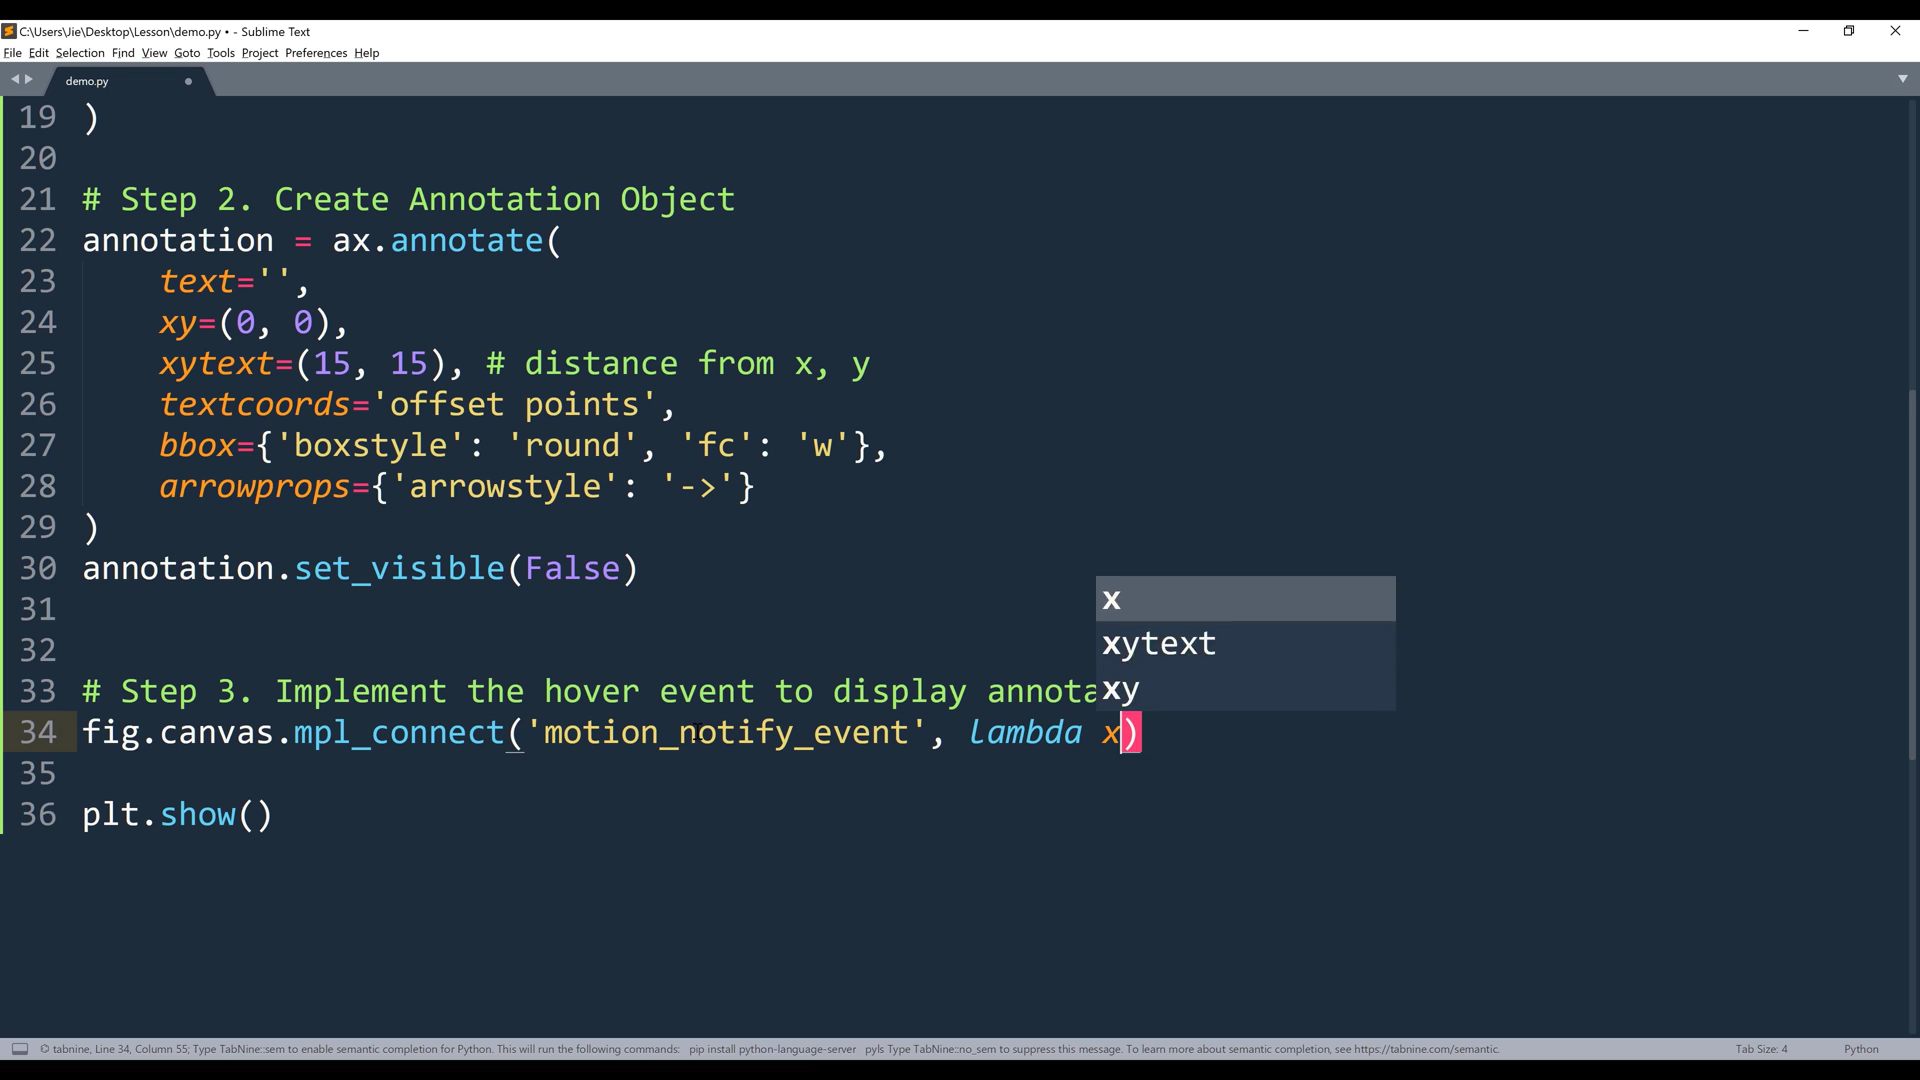 C:\Users\Jie\Desktop\Lesson\demo.py • - Sublime Text
File Edit Selection Find View Goto Tools Project Preferences Help
demo.py
19 )
20
21 # Step 2. Create Annotation Object
22 annotation = ax.annotate(
23     text='',
24     xy=(0, 0),
25     xytext=(15, 15), # distance from x, y
26     textcoords='offset points',
27     bbox={'boxstyle': 'round', 'fc': 'w'},
28     arrowprops={'arrowstyle': '->'}
29 )
30 annotation.set_visible(False)
31
x
32
xytext
33 # Step 3. Implement the hover event to display annota
xy
34 fig.canvas.mpl_connect('motion_notify_event', lambda x)
35
36 plt.show()
tabnine, Line 34, Column 55; Type TabNine::sem to enable semantic completion for Python. This will run the following commands: pip install python-language-server pyls Type TabNine::no_sem to suppress this message. To learn more about semantic completion, see https://tabnine.com/semantic. Tab Size: 4 Python